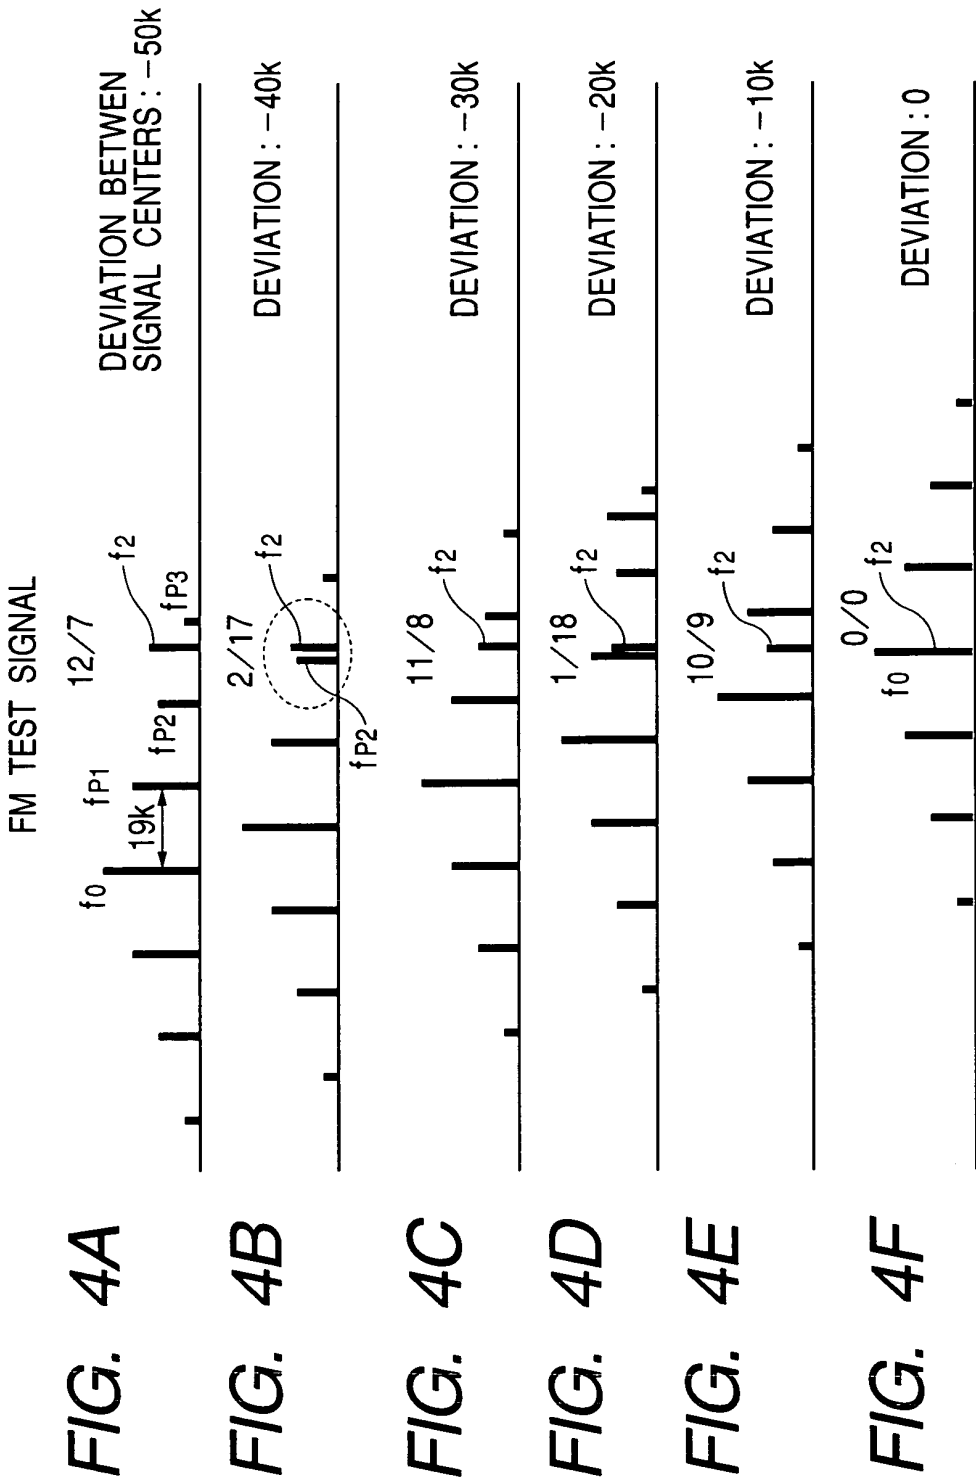 FM TEST SIGNAL
FIG. 4A
f0
19k
fP1
fP2
12/7
f2
fP3
DEVIATION BETWEN
SIGNAL CENTERS : -50k
FIG. 4B
2/17
fP2
f2
DEVIATION : -40k
FIG. 4C
11/8
f2
DEVIATION : -30k
FIG. 4D
1/18
f2
DEVIATION : -20k
FIG. 4E
10/9
f2
DEVIATION : -10k
FIG. 4F
f0
0/0
f2
DEVIATION : 0